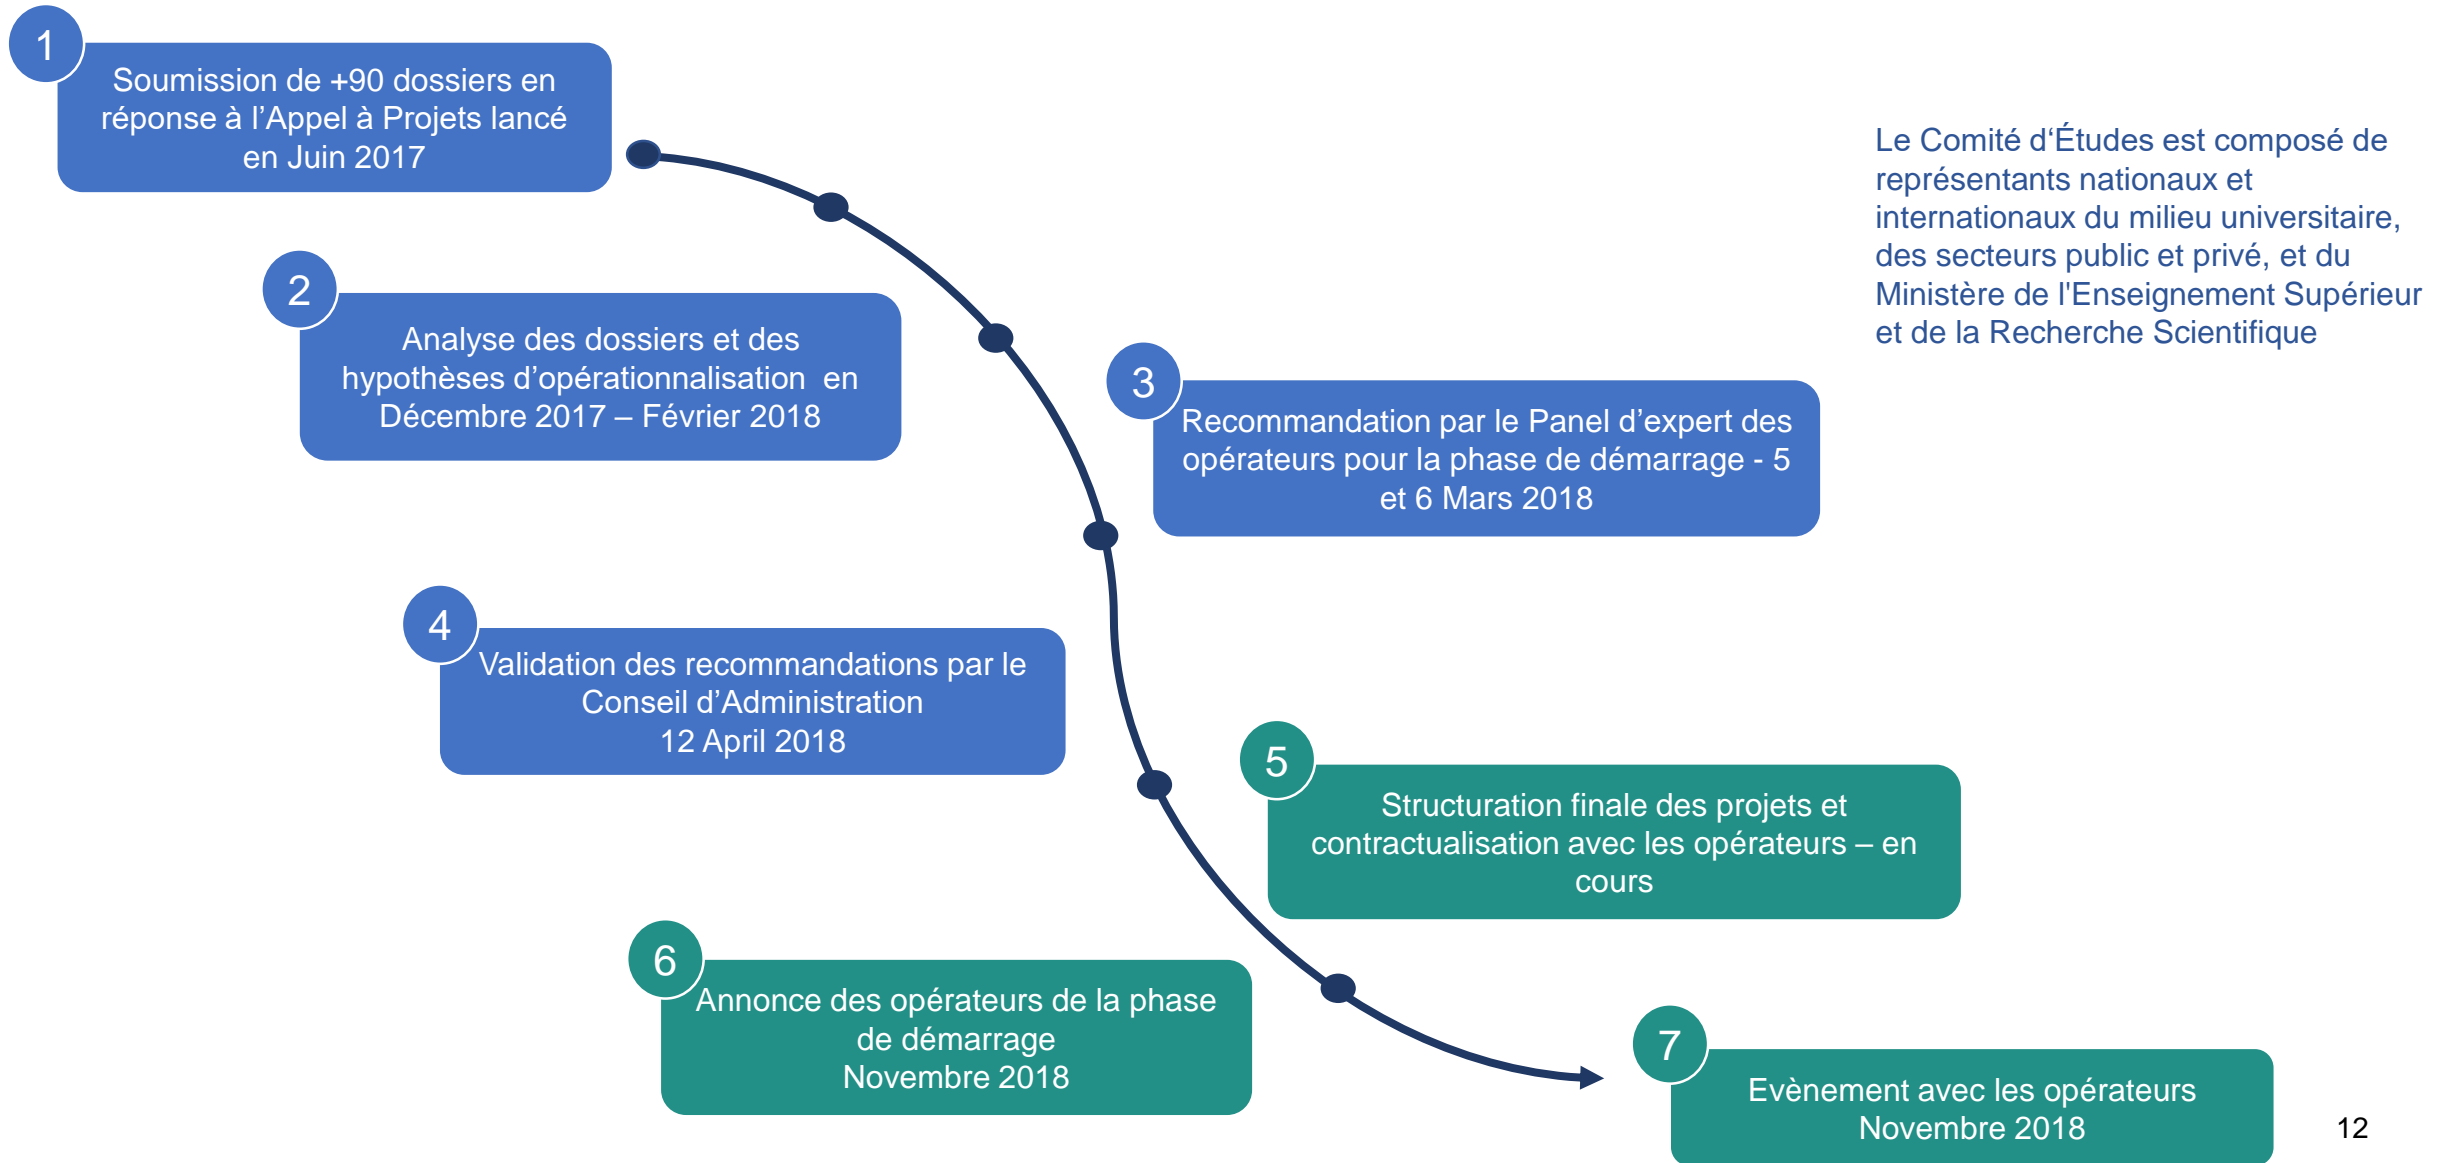 1
Soumission de +90 dossiers en
réponse à l’Appel à Projets lancé
en Juin 2017
Le Comité d‘Études est composé de
représentants nationaux et
internationaux du milieu universitaire,
des secteurs public et privé, et du
Ministère de l'Enseignement Supérieur
et de la Recherche Scientifique
2
Analyse des dossiers et des
hypothèses d’opérationnalisation en
Décembre 2017 – Février 2018
3
Recommandation par le Panel d’expert des
opérateurs pour la phase de démarrage - 5
et 6 Mars 2018
4
Validation des recommandations par le
Conseil d’Administration
12 April 2018
5
Structuration finale des projets et
contractualisation avec les opérateurs – en
cours
6
Annonce des opérateurs de la phase
de démarrage
Novembre 2018
7
Evènement avec les opérateurs
Novembre 2018
12